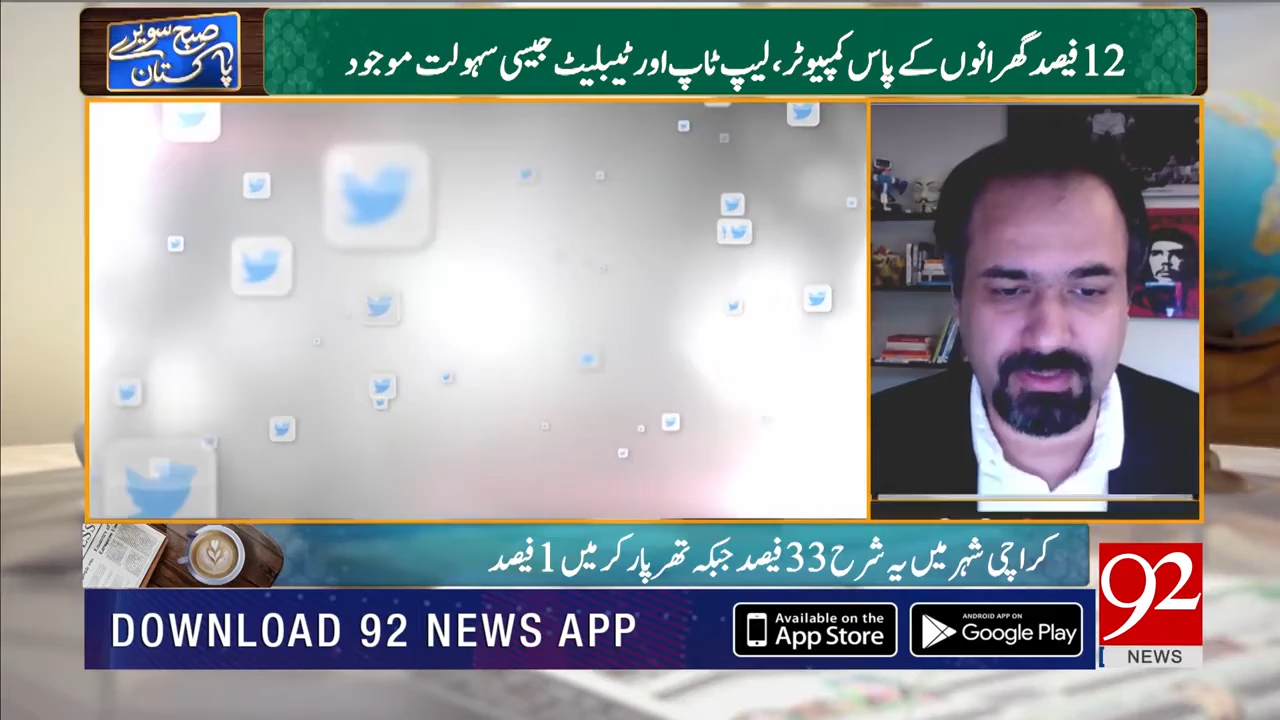 صبح سویرے پاکستان
12 فیصد گھرانوں کے پاس کمپیوٹر، لیپ ٹاپ اور ٹیبلیٹ جیسی سہولت موجود
کراچی شہر میں یہ شرح 33 فیصد جبکہ تھرپارکر میں 1 فیصد
DOWNLOAD 92 NEWS APP
Available on the
App Store
ANDROID APP ON
Google Play
92
NEWS